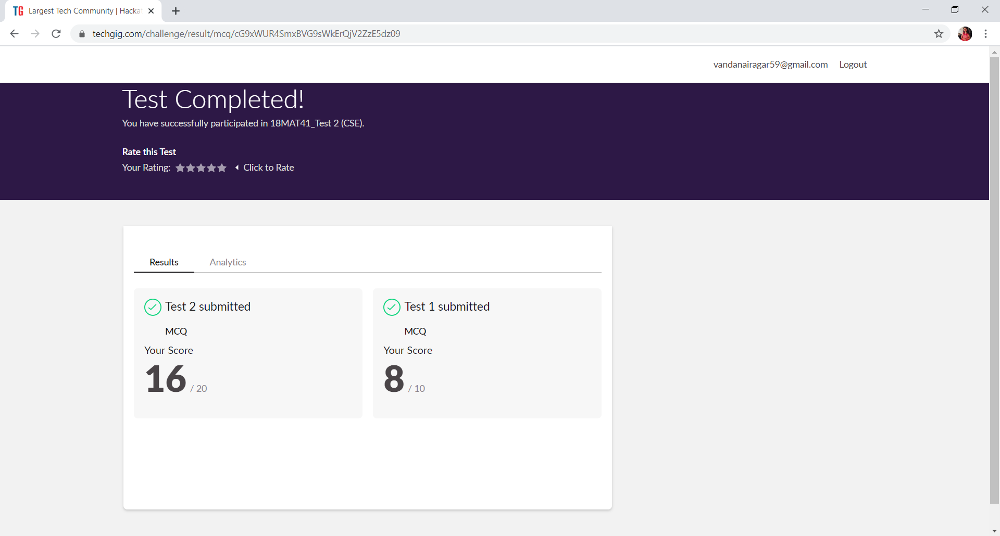 TG Largest Tech Community | Hacka
techgig.com/challenge/result/mcq/cG9xWUR4SmxBVG9sWkErQjV2ZzE5dz09
vandanairagar59@gmail.com Logout
Test Completed!
You have successfully participated in 18MAT41_Test 2 (CSE).
Rate this Test
Your Rating: Click to Rate
Results Analytics
Test 2 submitted
MCQ
Your Score
16 / 20
Test 1 submitted
MCQ
Your Score
8 / 10